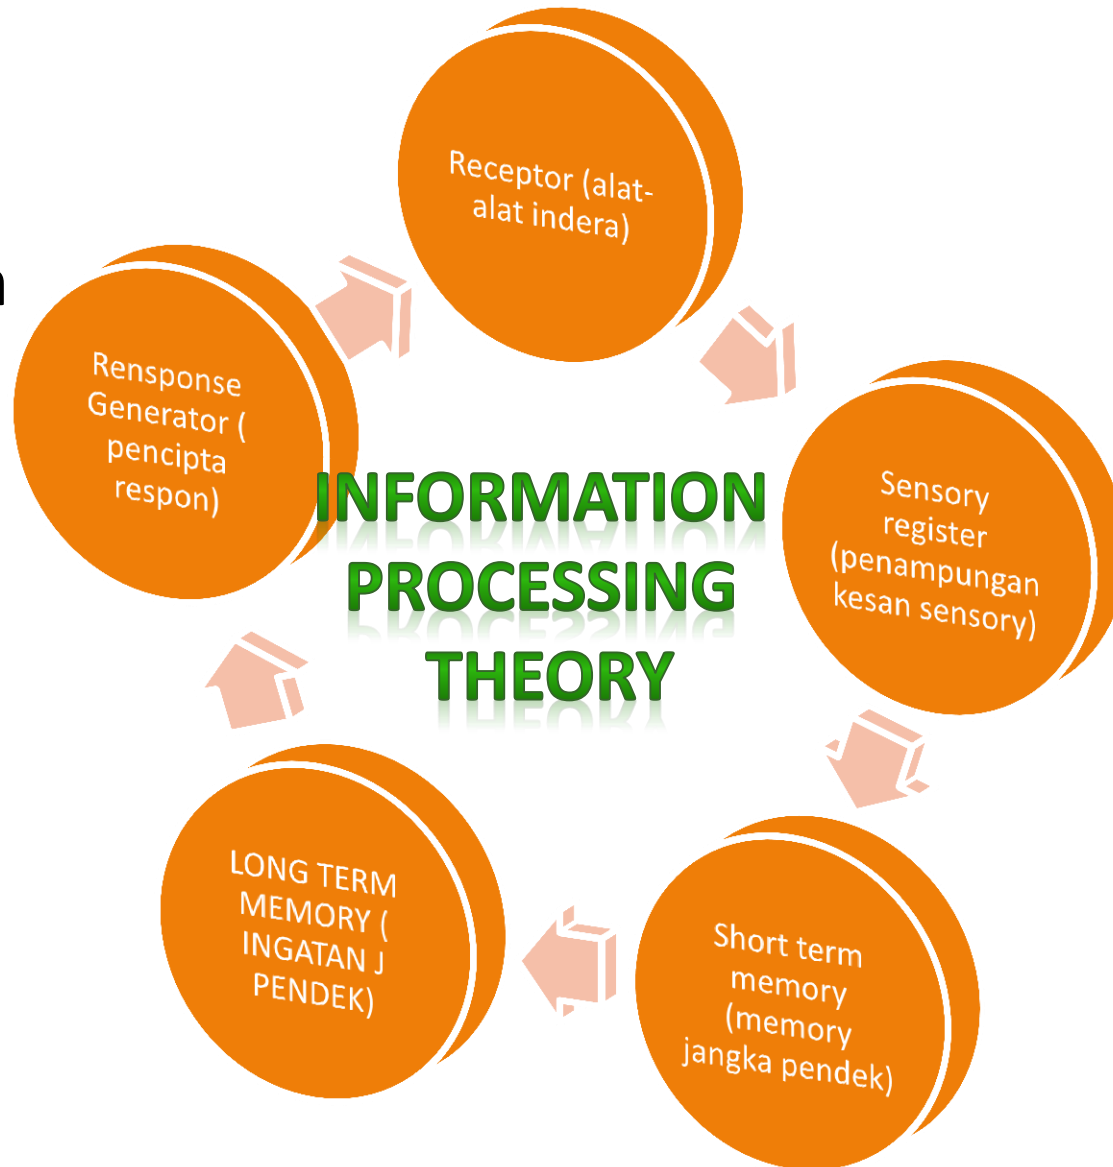 Receptor (alat-
alat indera)
Sensory
register
(penampungan
kesan sensory)
Short term
memory
(memory
jangka pendek)
LONG TERM
MEMORY (
INGATAN J
PENDEK)
Rensponse
Generator (
pencipta
respon)
INFORMATION
PROCESSING
THEORY